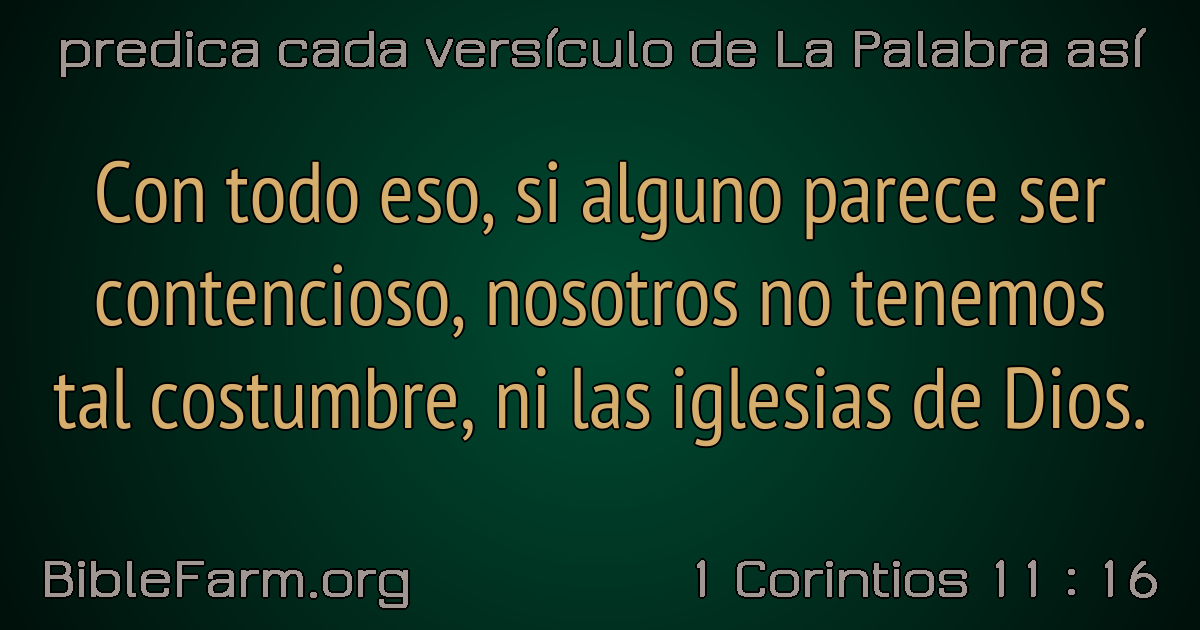 predica cada versículo de La Palabra así
Con todo eso, si alguno parece ser
contencioso, nosotros no tenemos
tal costumbre, ni las iglesias de Dios.
BibleFarm.org
1 Corintios 11 : 16